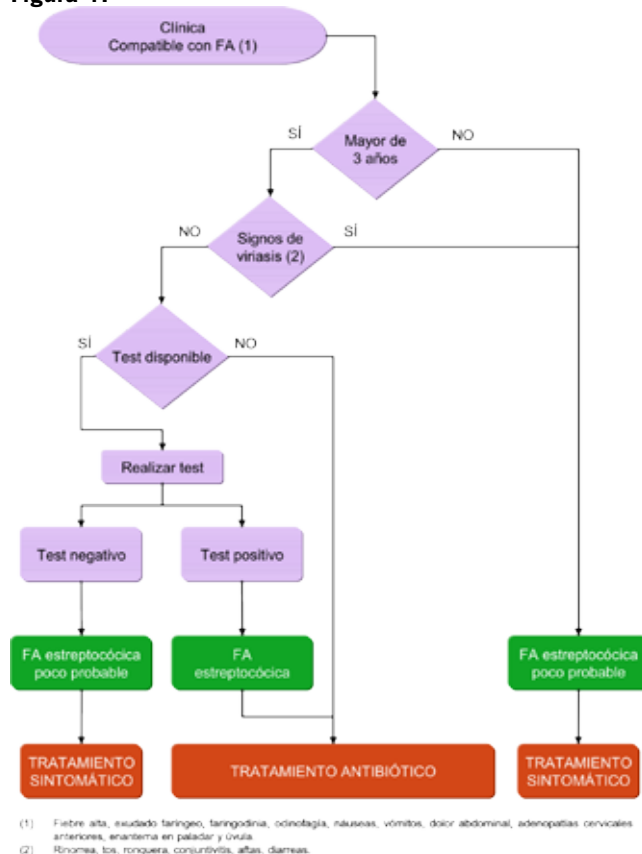 Figura 1.
Clínica
Compatible con FA (1)
Mayor de
3 años
SÍ
NO
Signos de
viriasis (2)
NO
SÍ
Test disponible
SÍ
NO
Realizar test
Test negativo
Test positivo
FA estreptocócica
poco probable
FA
estreptocócica
FA estreptocócica
poco probable
TRATAMIENTO
SINTOMÁTICO
TRATAMIENTO ANTIBIÓTICO
TRATAMIENTO
SINTOMÁTICO
(1) Fiebre alta, exudado faríngeo, faringodinia, odinofagia, náuseas, vómitos, dolor abdominal, adenopatías cervicales
anteriores, enantema en paladar y úvula
(2) Rinorrea, tos, ronquera, conjuntivitis, aftas, diarreas.